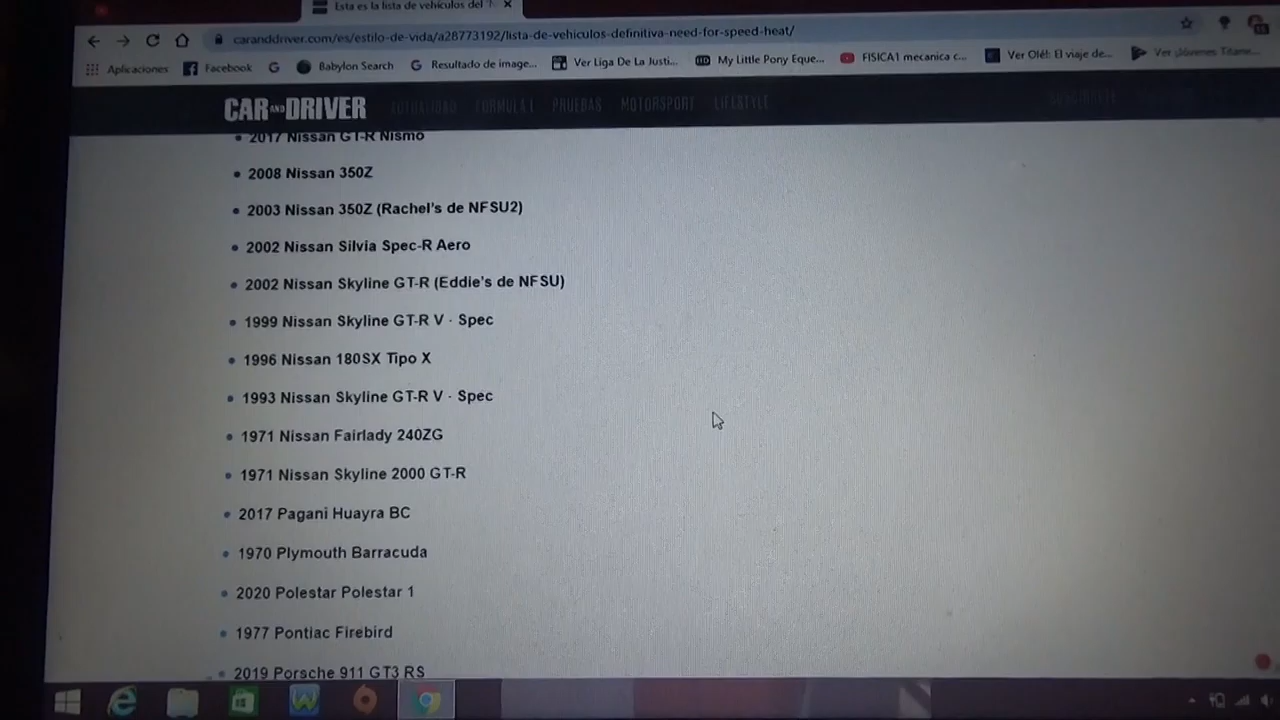 Esta es la lista de vehículos del
caranddriver.com/es/estilo-de-vida/a28773192/lista-de-vehiculos-definitiva-need-for-speed-heat/
Aplicaciones Facebook Babylon Search Resultado de image... Ver Liga De La Justi... My Little Pony Eque... FISICA1 mecanica c... Ver Olé!: El viaje de... Ver ¡Jóvenes Titane...
CAR AND DRIVER ACTUALIDAD FÓRMULA 1 PRUEBAS MOTORSPORT LIFESTYLE
2017 Nissan GT-R Nismo
2008 Nissan 350Z
2003 Nissan 350Z (Rachel's de NFSU2)
2002 Nissan Silvia Spec-R Aero
2002 Nissan Skyline GT-R (Eddie's de NFSU)
1999 Nissan Skyline GT-R V · Spec
1996 Nissan 180SX Tipo X
1993 Nissan Skyline GT-R V · Spec
1971 Nissan Fairlady 240ZG
1971 Nissan Skyline 2000 GT-R
2017 Pagani Huayra BC
1970 Plymouth Barracuda
2020 Polestar Polestar 1
1977 Pontiac Firebird
2019 Porsche 911 GT3 RS